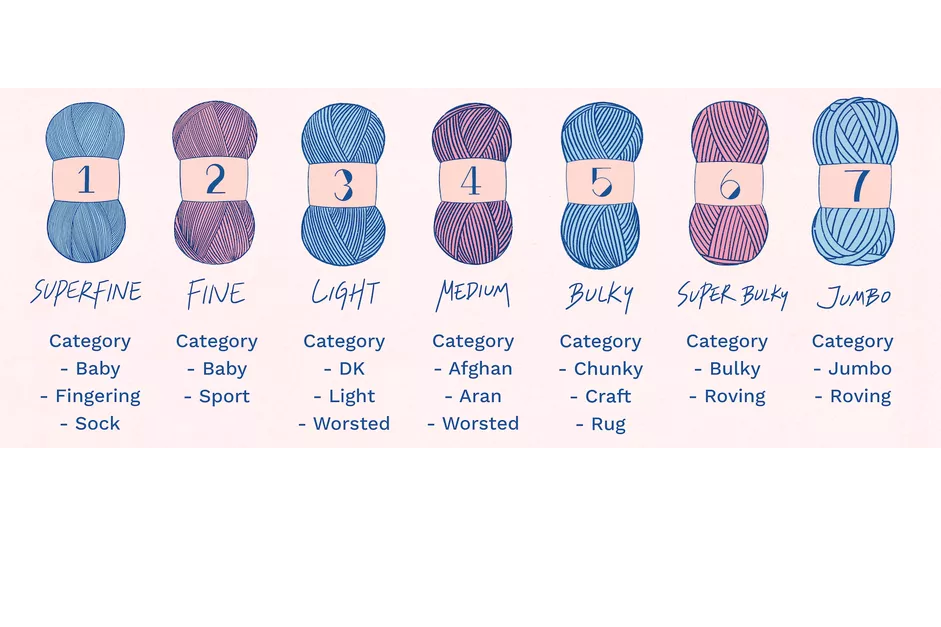 1
2
3
4
5
6
7
SUPERFINE
FINE
LIGHT
MEDIUM
BULKY
SUPER BULKY
JUMBO
Category
- Baby
- Fingering
- Sock
Category
- Baby
- Sport
Category
- DK
- Light
- Worsted
Category
- Afghan
- Aran
- Worsted
Category
- Chunky
- Craft
- Rug
Category
- Bulky
- Roving
Category
- Jumbo
- Roving